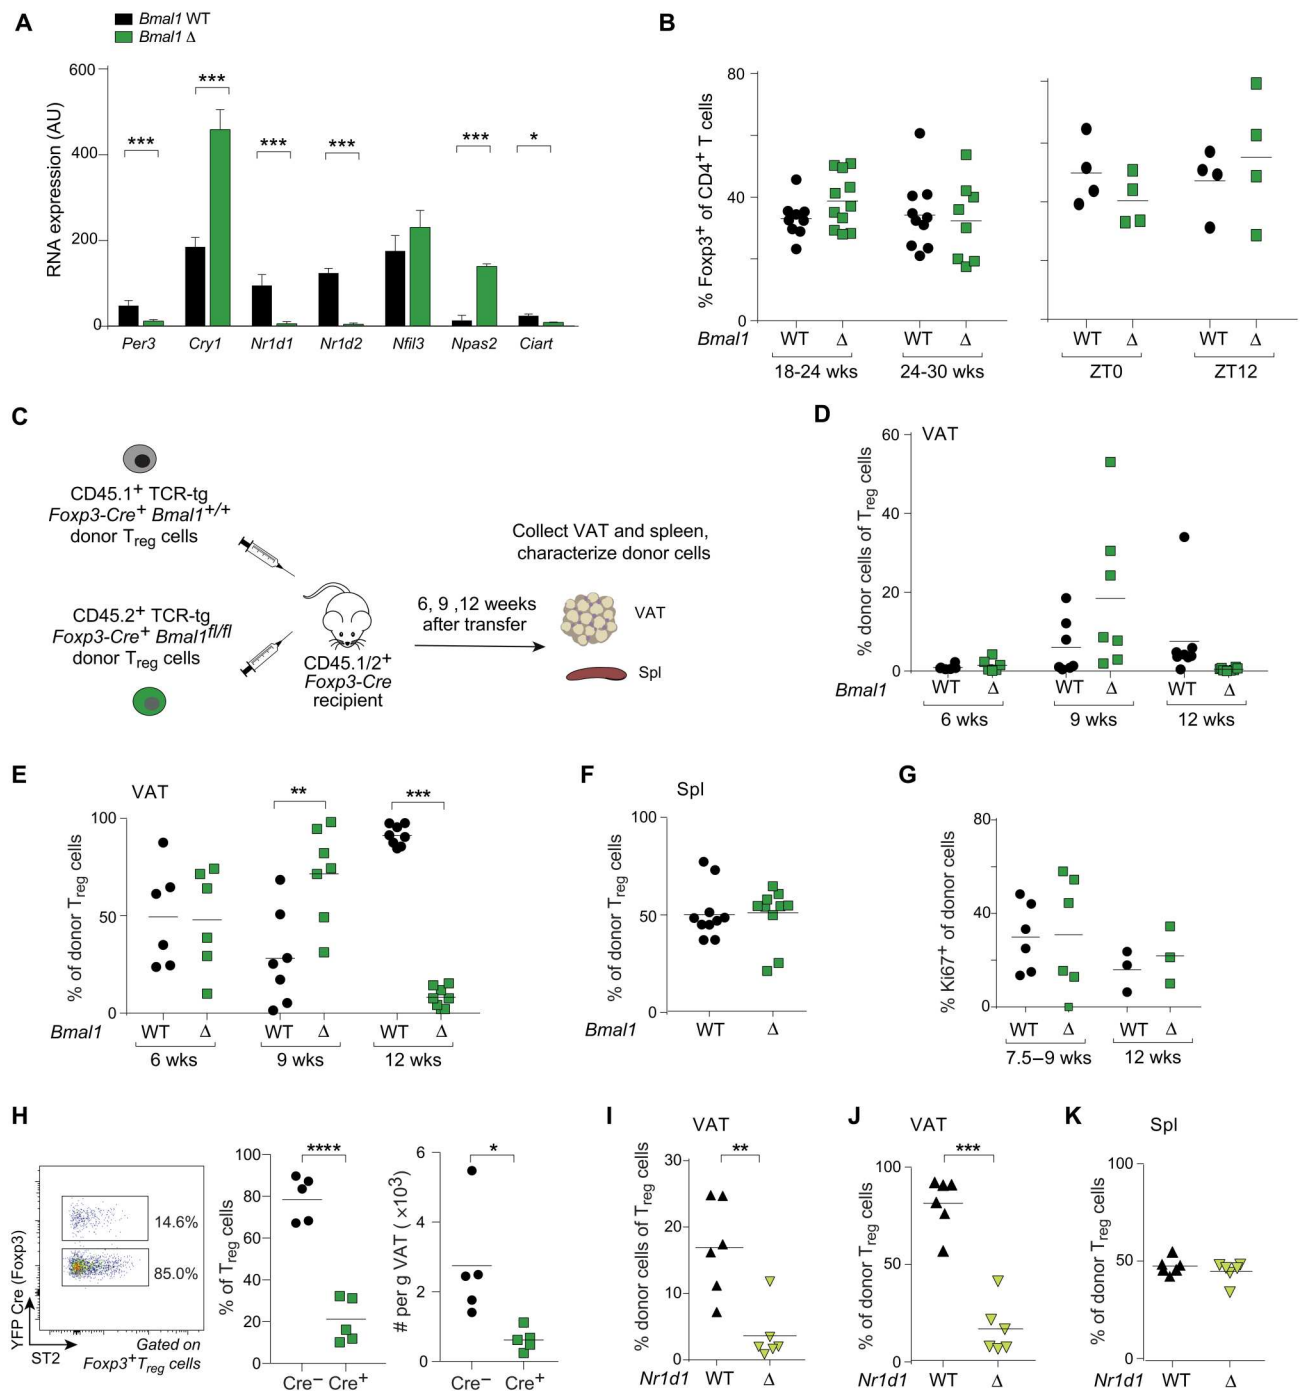 A
Bmal1 WT
Bmal1 Δ
RNA expression (AU)
600
400
200
0
***
***
***
***
***
*
Per3
Cry1
Nr1d1
Nr1d2
Nfil3
Npas2
Ciart
B
% Foxp3+ of CD4+ T cells
80
40
0
Bmal1
WT
Δ
WT
Δ
18-24 wks
24-30 wks
WT
Δ
WT
Δ
ZT0
ZT12
C
CD45.1+ TCR-tg
Foxp3-Cre+ Bmal1+/+
donor Treg cells
CD45.2+ TCR-tg
Foxp3-Cre+ Bmal1fl/fl
donor Treg cells
CD45.1/2+
Foxp3-Cre
recipient
6, 9 ,12 weeks
after transfer
Collect VAT and spleen,
characterize donor cells
VAT
Spl
D
VAT
% donor cells of Treg cells
60
40
20
0
Bmal1
WT
Δ
WT
Δ
WT
Δ
6 wks
9 wks
12 wks
E
VAT
% of donor Treg cells
100
50
0
**
***
Bmal1
WT
Δ
WT
Δ
WT
Δ
6 wks
9 wks
12 wks
F
Spl
% of donor Treg cells
100
50
0
Bmal1
WT
Δ
G
% Ki67+ of donor cells
80
40
0
WT
Δ
WT
Δ
7.5–9 wks
12 wks
H
YFP Cre (Foxp3)
14.6%
85.0%
ST2
Gated on
Foxp3+Treg cells
% of Treg cells
100
80
60
40
20
0
****
Cre− Cre+
# per g VAT ( ×103)
6
4
2
0
*
Cre− Cre+
I
VAT
% donor cells of Treg cells
30
20
10
0
**
Nr1d1
WT
Δ
J
VAT
% of donor Treg cells
100
50
0
***
Nr1d1
WT
Δ
K
Spl
% of donor Treg cells
100
50
0
Nr1d1
WT
Δ